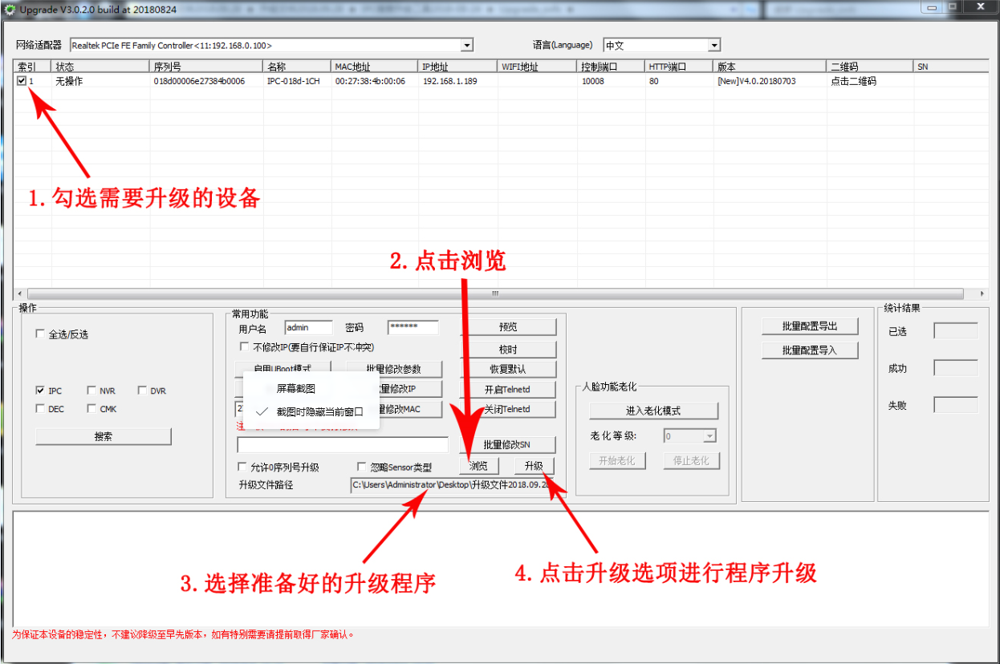 Upgrade V3.0.2.0 build at 20180824
网络适配器 Realtek PCIe FE Family Controller<11:192.168.0.100> 语言(Language) 中文
索引 状态 序列号 名称 MAC地址 IP地址 WIFI地址 控制端口 HTTP端口 版本 二维码 SN
1 无操作 018d00006e27384b0006 IPC-018d-1CH 00:27:38:4b:00:06 192.168.1.189 10008 80 [New]V4.0.20180703 点击二维码
1.勾选需要升级的设备
2.点击浏览
操作
全选/反选
IPC NVR DVR
DEC CMK
搜索
常用功能
用户名 admin 密码 ******
不修改IP(要自行保证IP不冲突)
启用UBoot模式 批量修改参数
屏幕截图
截图时隐藏当前窗口
量修改IP
量修改MAC
预览
校时
恢复默认
开启Telnetd
关闭Telnetd
批量修改SN
允许0序列号升级 忽略Sensor类型 浏览 升级
升级文件路径 C:\Users\Administrator\Desktop\升级文件2018.09.28
人脸功能老化
进入老化模式
老化等级: 0
开始老化 停止老化
批量配置导出
批量配置导入
统计结果
已选
成功
失败
3.选择准备好的升级程序
4.点击升级选项进行程序升级
为保证本设备的稳定性，不建议降级至早先版本，如有特别需要请提前取得厂家确认。